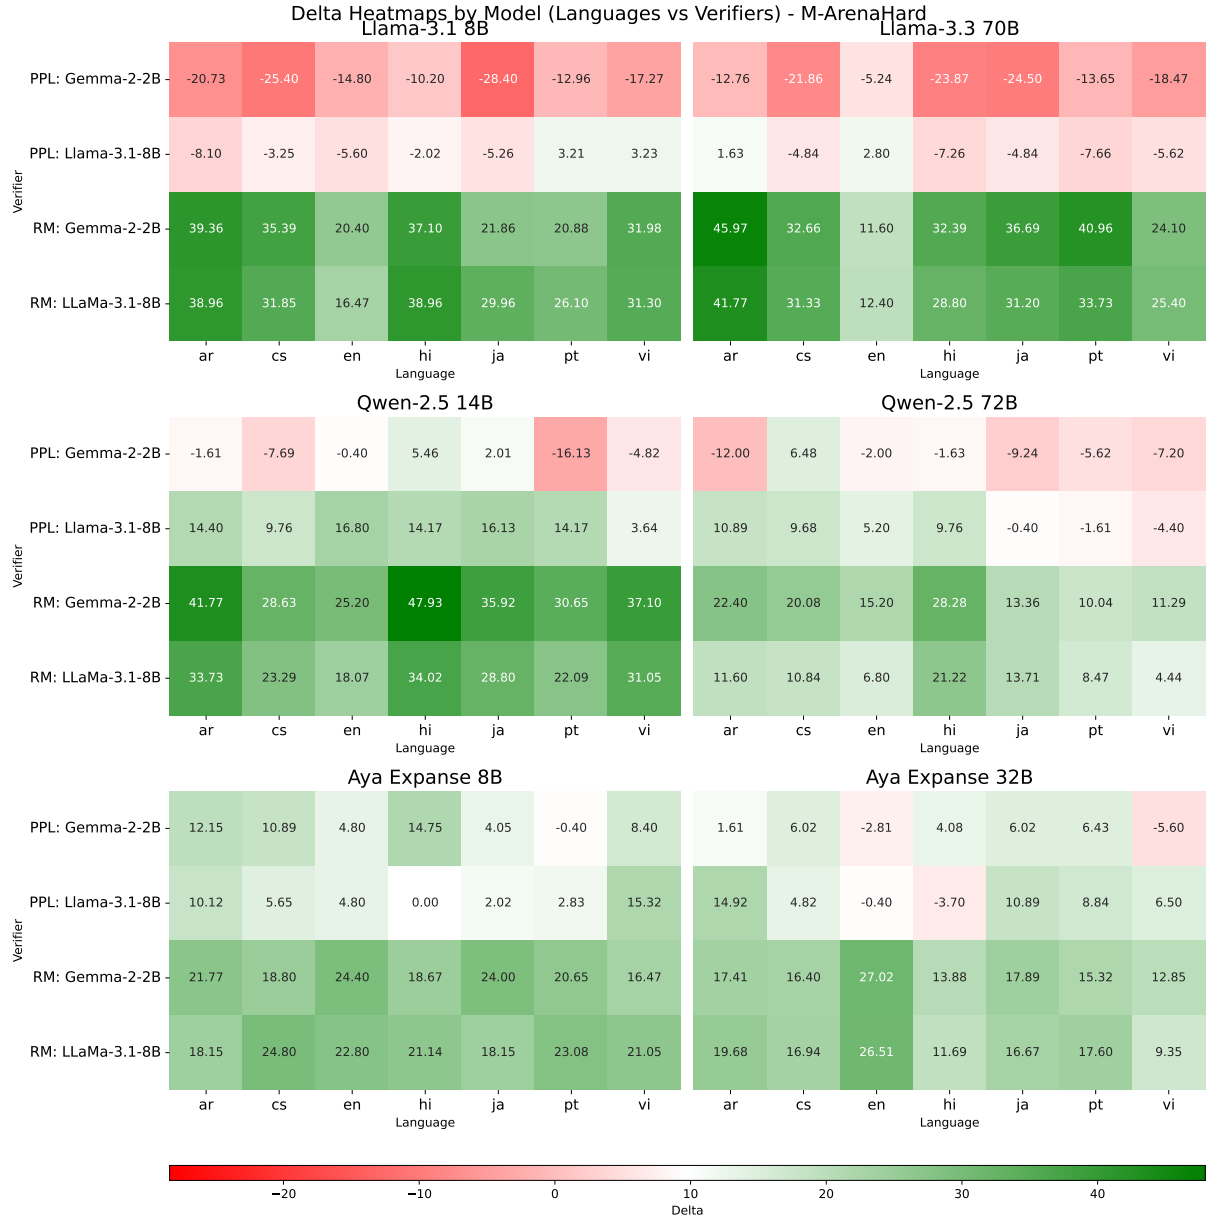 Delta Heatmaps by Model (Languages vs Verifiers) - M-ArenaHard
Llama-3.1 8B Llama-3.3 70B
PPL: Gemma-2-2B -20.73 -25.40 -14.80 -10.20 -28.40 -12.96 -17.27 -12.76 -21.86 -5.24 -23.87 -24.50 -13.65 -18.47
PPL: Llama-3.1-8B -8.10 -3.25 -5.60 -2.02 -5.26 3.21 3.23 1.63 -4.84 2.80 -7.26 -4.84 -7.66 -5.62
Verifier
RM: Gemma-2-2B 39.36 35.39 20.40 37.10 21.86 20.88 31.98 45.97 32.66 11.60 32.39 36.69 40.96 24.10
RM: LLaMa-3.1-8B 38.96 31.85 16.47 38.96 29.96 26.10 31.30 41.77 31.33 12.40 28.80 31.20 33.73 25.40
ar cs en hi ja pt vi ar cs en hi ja pt vi
Language Language
Qwen-2.5 14B Qwen-2.5 72B
PPL: Gemma-2-2B -1.61 -7.69 -0.40 5.46 2.01 -16.13 -4.82 -12.00 6.48 -2.00 -1.63 -9.24 -5.62 -7.20
PPL: Llama-3.1-8B 14.40 9.76 16.80 14.17 16.13 14.17 3.64 10.89 9.68 5.20 9.76 -0.40 -1.61 -4.40
Verifier
RM: Gemma-2-2B 41.77 28.63 25.20 47.93 35.92 30.65 37.10 22.40 20.08 15.20 28.28 13.36 10.04 11.29
RM: LLaMa-3.1-8B 33.73 23.29 18.07 34.02 28.80 22.09 31.05 11.60 10.84 6.80 21.22 13.71 8.47 4.44
ar cs en hi ja pt vi ar cs en hi ja pt vi
Language Language
Aya Expanse 8B Aya Expanse 32B
PPL: Gemma-2-2B 12.15 10.89 4.80 14.75 4.05 -0.40 8.40 1.61 6.02 -2.81 4.08 6.02 6.43 -5.60
PPL: Llama-3.1-8B 10.12 5.65 4.80 0.00 2.02 2.83 15.32 14.92 4.82 -0.40 -3.70 10.89 8.84 6.50
Verifier
RM: Gemma-2-2B 21.77 18.80 24.40 18.67 24.00 20.65 16.47 17.41 16.40 27.02 13.88 17.89 15.32 12.85
RM: LLaMa-3.1-8B 18.15 24.80 22.80 21.14 18.15 23.08 21.05 19.68 16.94 26.51 11.69 16.67 17.60 9.35
ar cs en hi ja pt vi ar cs en hi ja pt vi
Language Language
−20 −10 0 10 20 30 40
Delta